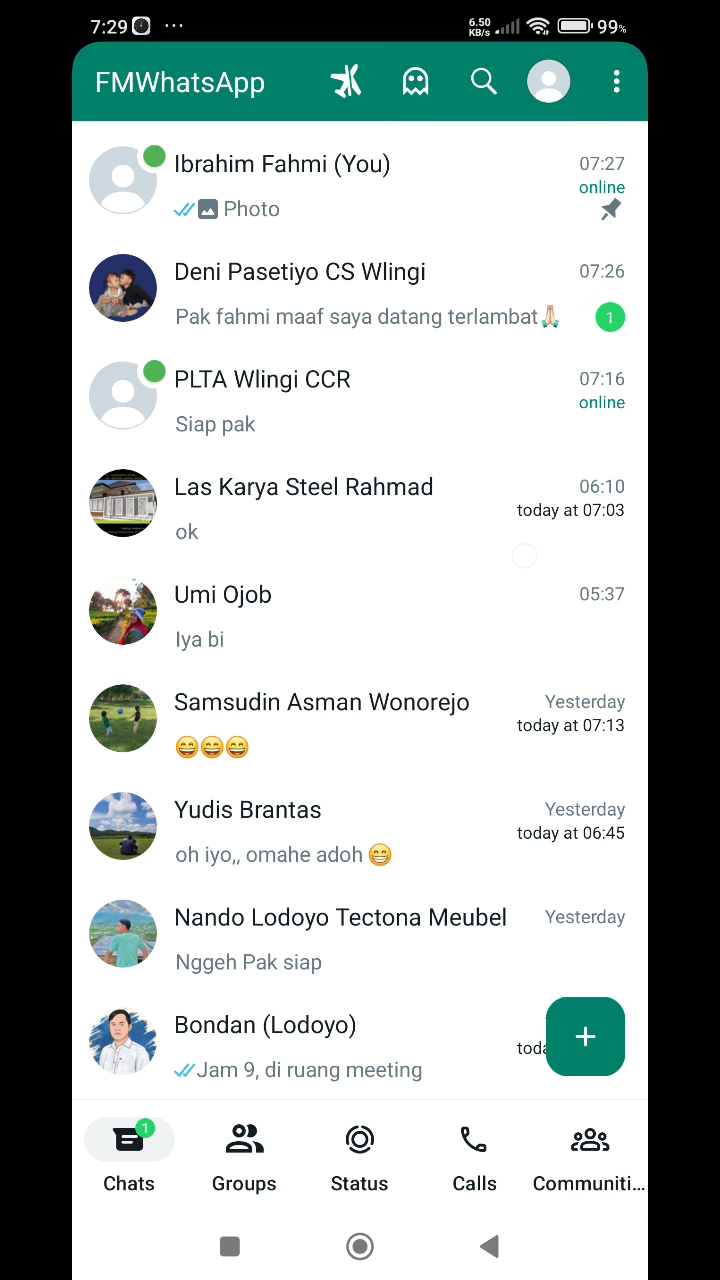 7:29 ... 6.50 KB/s 99%
FMWhatsApp
Ibrahim Fahmi (You) 07:27
online
Photo
Deni Pasetiyo CS Wlingi 07:26
Pak fahmi maaf saya datang terlambat🙏🏻 1
PLTA Wlingi CCR 07:16
online
Siap pak
Las Karya Steel Rahmad 06:10
today at 07:03
ok
Umi Ojob 05:37
Iya bi
Samsudin Asman Wonorejo Yesterday
today at 07:13
😄😄😄
Yudis Brantas Yesterday
today at 06:45
oh iyo,, omahe adoh 😁
Nando Lodoyo Tectona Meubel Yesterday
Nggeh Pak siap
Bondan (Lodoyo)
Jam 9, di ruang meeting
1
Chats Groups Status Calls Communiti...